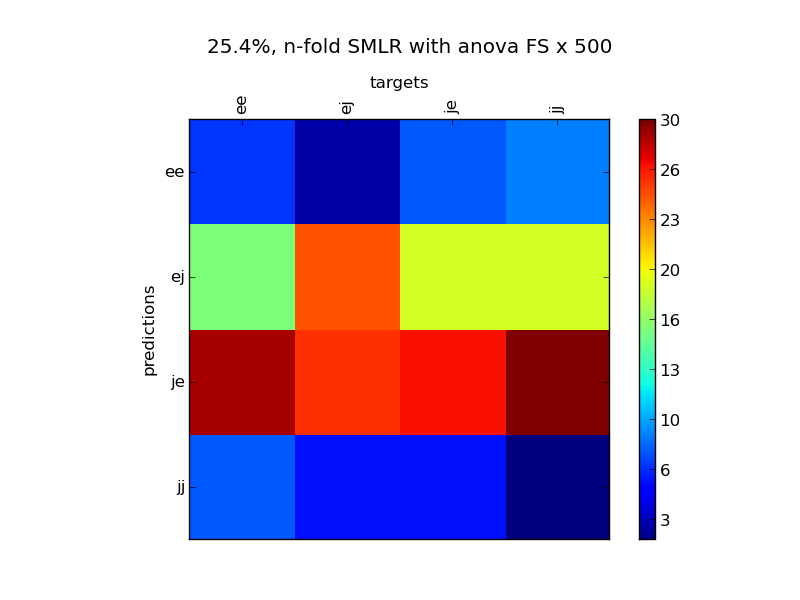 25.4%, n-fold SMLR with anova FS x 500
targets
ee ej je jj
ee
ej
je
jj
predictions
30
26
23
20
16
13
10
6
3